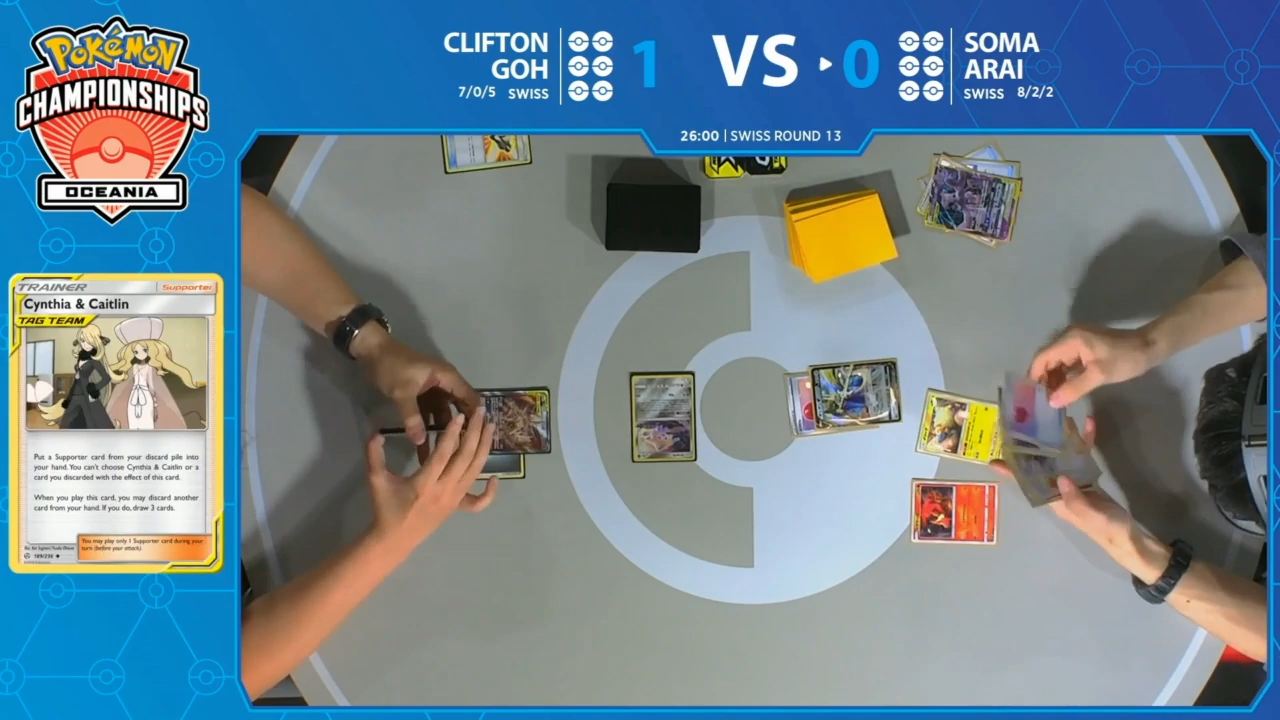 Pokémon
CHAMPIONSHIPS
OCEANIA
CLIFTON
GOH
7/0/5 SWISS
1
VS
0
SOMA
ARAI
SWISS 8/2/2
26:00 | SWISS ROUND 13
TRAINER Supporter
Cynthia & Caitlin
TAG TEAM
Put a Supporter card from your discard pile into
your hand. You can't choose Cynthia & Caitlin or a
card you discarded with the effect of this card.
When you play this card, you may discard another
card from your hand. If you do, draw 3 cards.
You may play only 1 Supporter card during your
turn (before your attack).
189/236